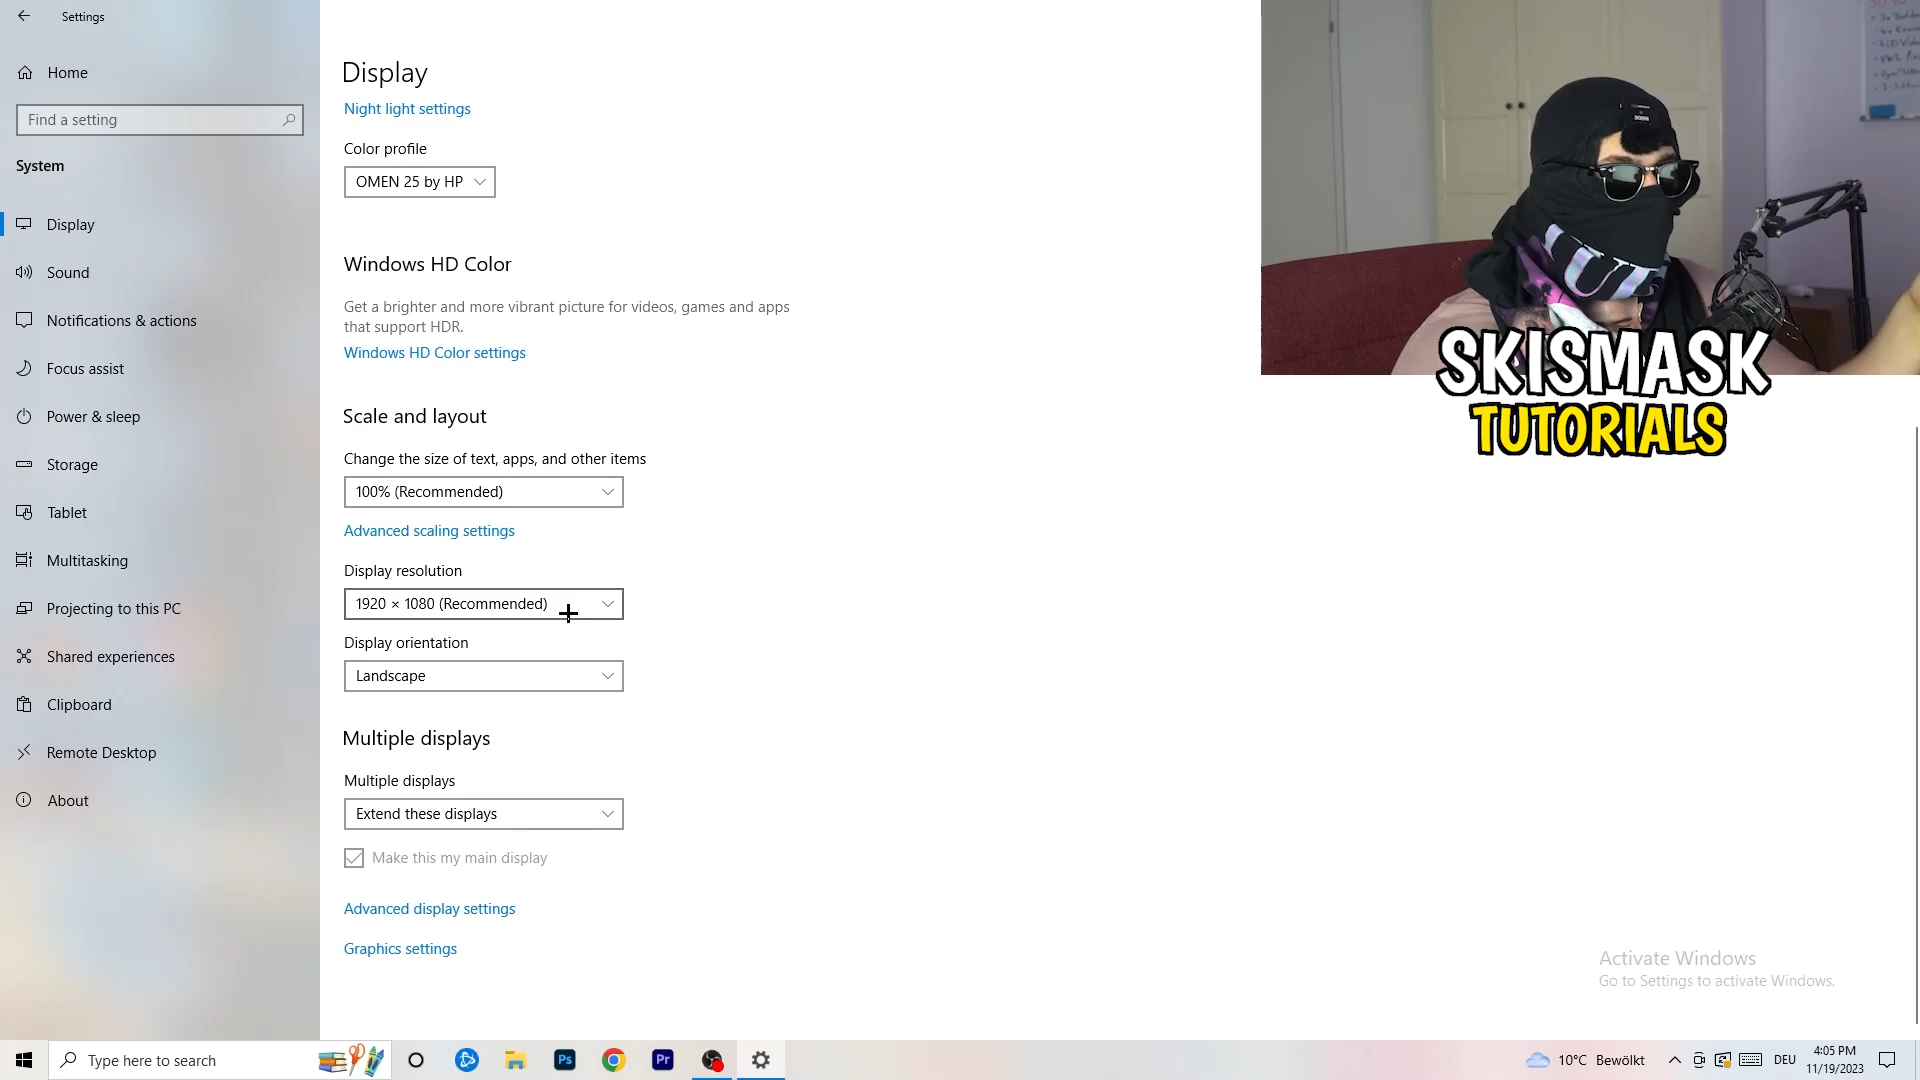 Settings
Home
Find a setting
System
Display
Sound
Notifications & actions
Focus assist
Power & sleep
Storage
Tablet
Multitasking
Projecting to this PC
Shared experiences
Clipboard
Remote Desktop
About
Display
Night light settings
Color profile
OMEN 25 by HP
Windows HD Color
Get a brighter and more vibrant picture for videos, games and apps
that support HDR.
Windows HD Color settings
Scale and layout
Change the size of text, apps, and other items
100% (Recommended)
Advanced scaling settings
Display resolution
1920 × 1080 (Recommended)
Display orientation
Landscape
Multiple displays
Multiple displays
Extend these displays
Make this my main display
Advanced display settings
Graphics settings
SKISMASK
TUTORIALS
Activate Windows
Go to Settings to activate Windows.
Type here to search
Ps
Pr
10°C Bewölkt
DEU
4:05 PM
11/19/2023